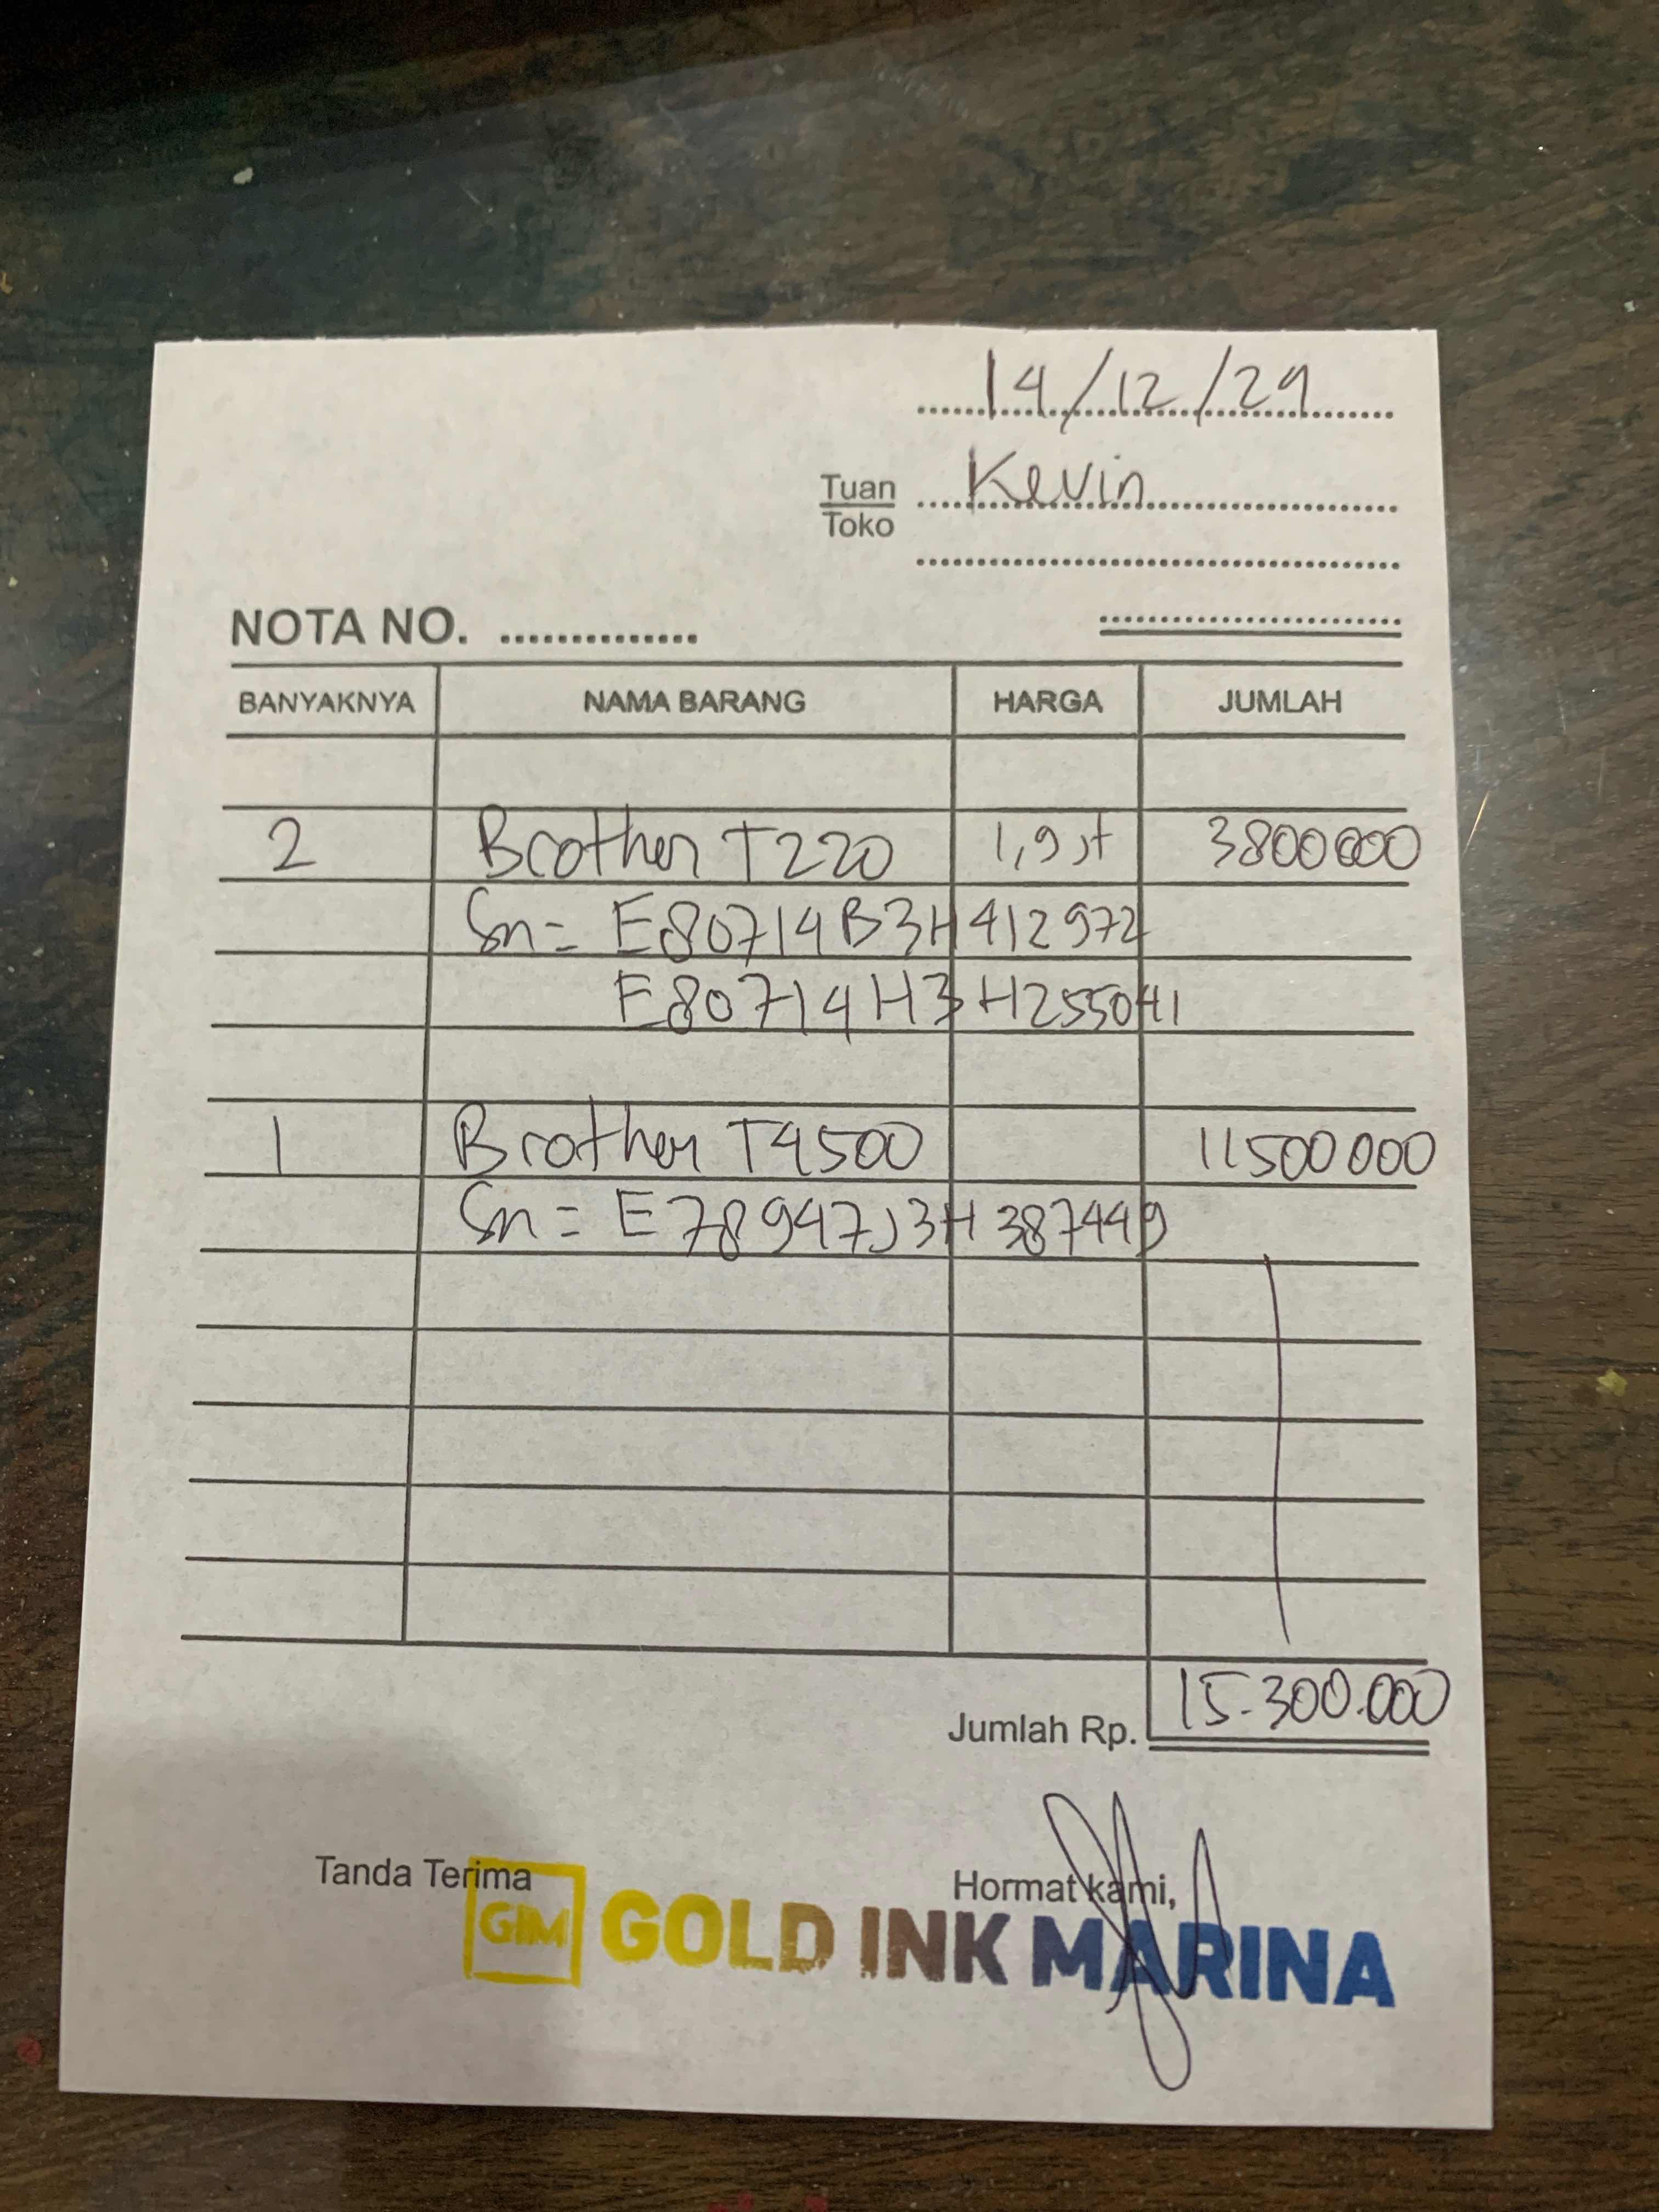 14/12/24
Tuan Kevin
Toko
NOTA NO. ..............
BANYAKNYA NAMA BARANG HARGA JUMLAH
2 Brother T220 1,9 jt 3800000
Sn = E80714B3H412972
E80714H3H255041
1 Brother T4500 11500000
Sn = E78947J3H387449
Jumlah Rp. 15.300.000
Tanda Terima Hormat kami,
GIM GOLD INK MARINA